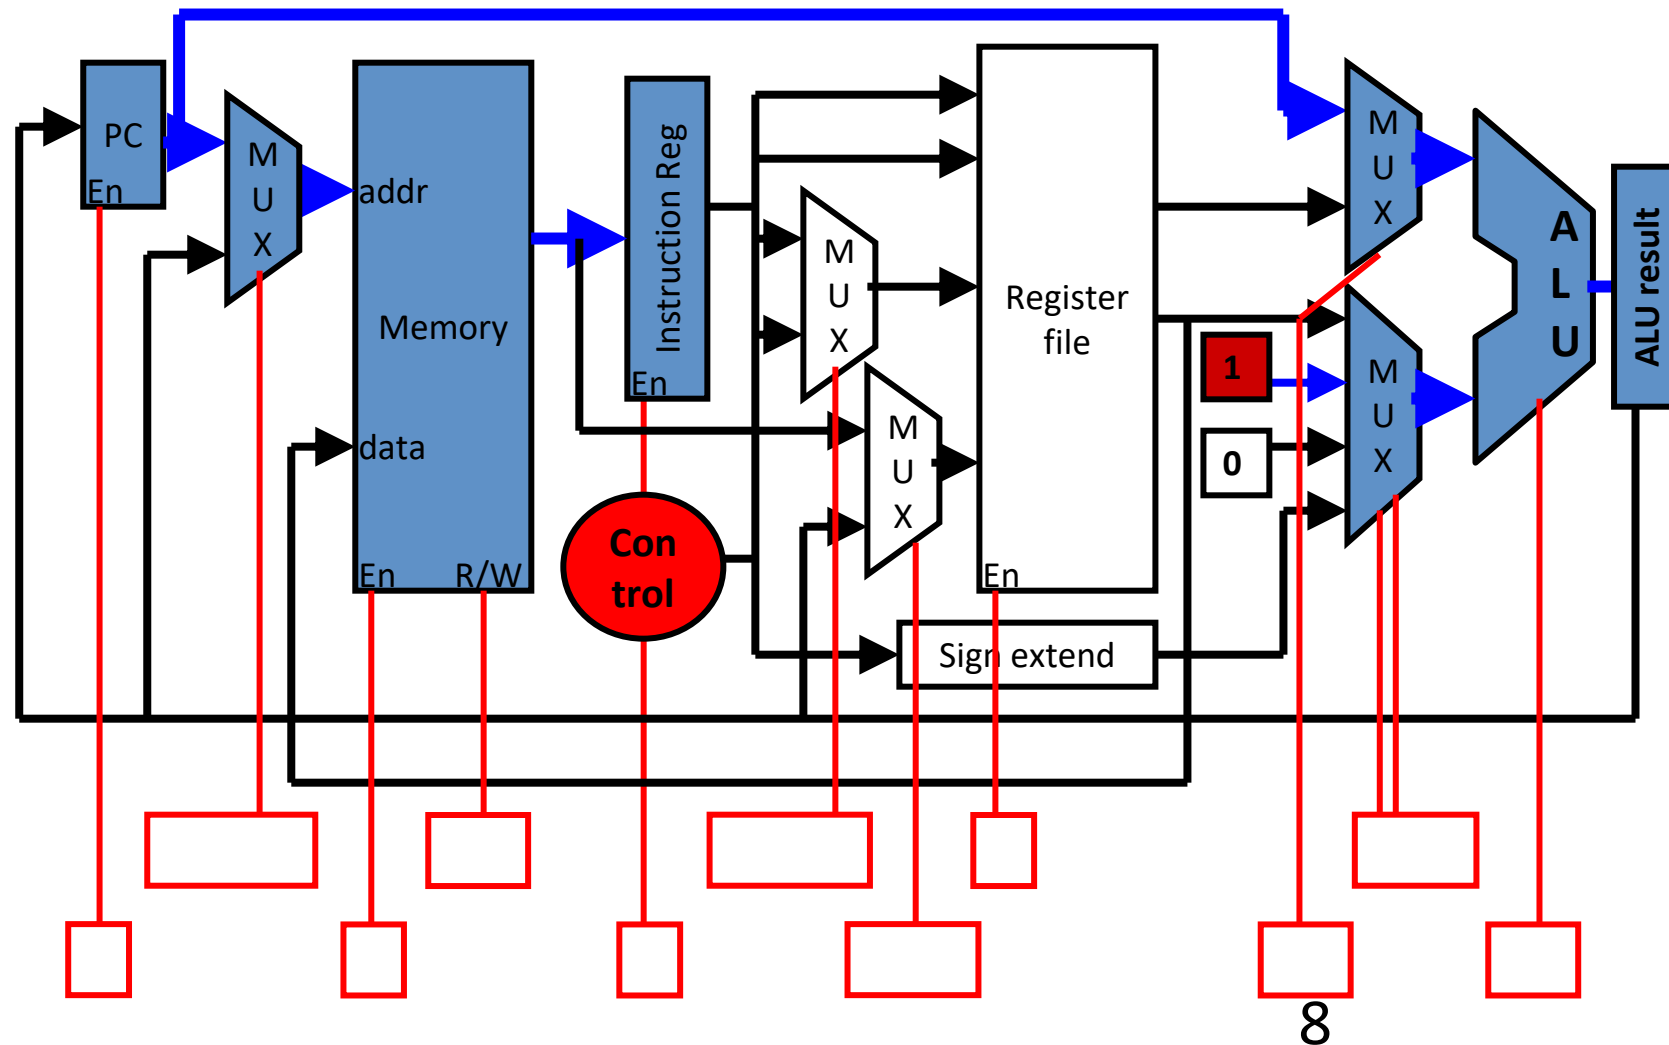 PC
En
M
U
X
addr
Memory
data
En
R/W
Instruction Reg
En
Con
trol
M
U
X
M
U
X
Register
file
En
Sign extend
1
0
M
U
X
M
U
X
A
L
U
ALU result
8